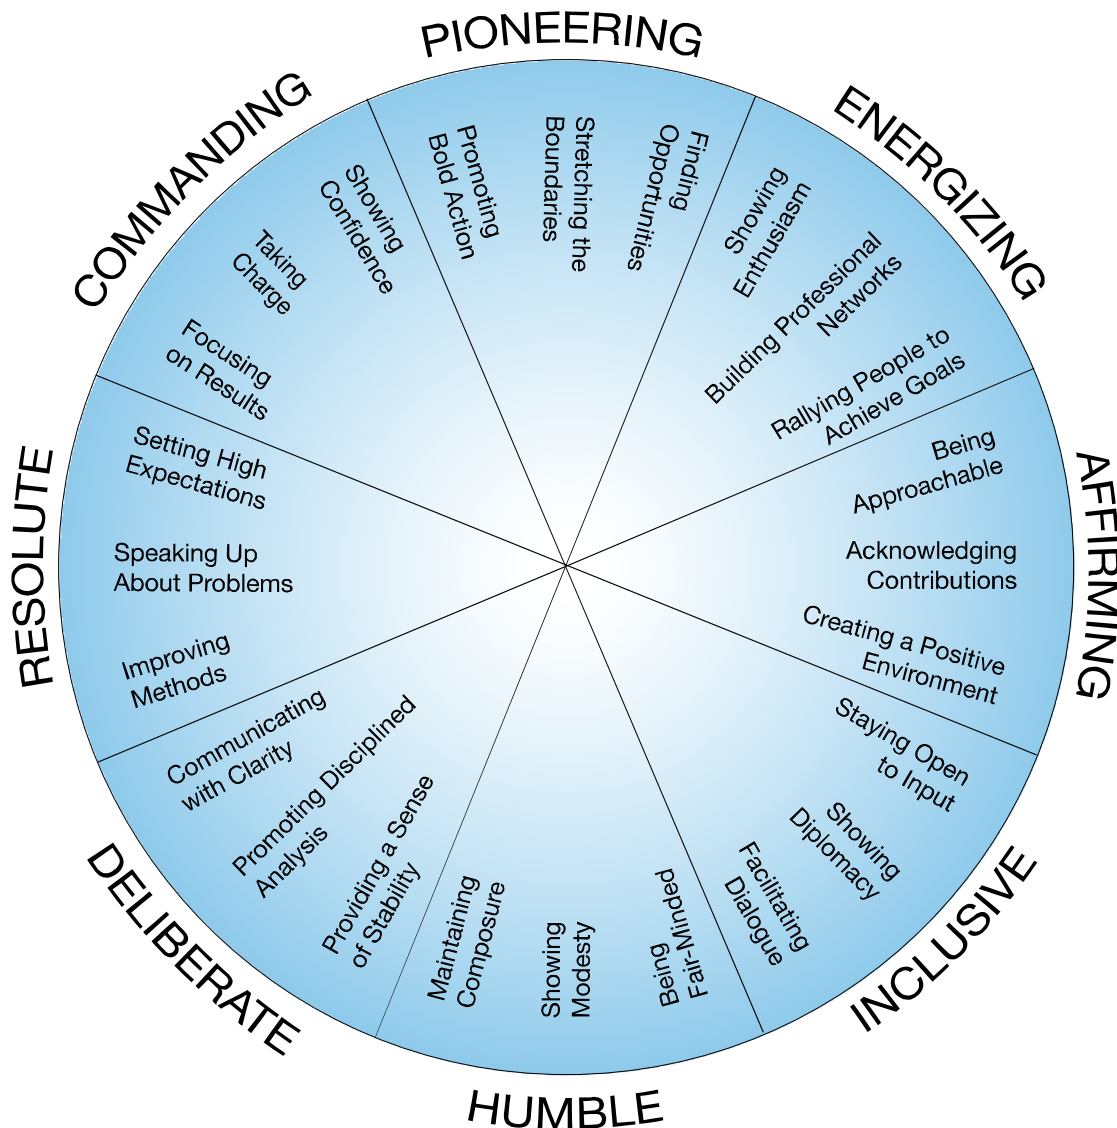 PIONEERING
Promoting
Bold Action
Stretching the
Boundaries
Finding
Opportunities
ENERGIZING
Showing
Enthusiasm
Building Professional
Networks
Rallying People to
Achieve Goals
AFFIRMING
Being
Approachable
Acknowledging
Contributions
Creating a Positive
Environment
INCLUSIVE
Staying Open
to Input
Showing
Diplomacy
Facilitating
Dialogue
HUMBLE
Being
Fair-Minded
Showing
Modesty
Maintaining
Composure
DELIBERATE
Providing a Sense
of Stability
Promoting Disciplined
Analysis
Communicating
with Clarity
RESOLUTE
Improving
Methods
Speaking Up
About Problems
Setting High
Expectations
COMMANDING
Focusing
on Results
Taking
Charge
Showing
Confidence